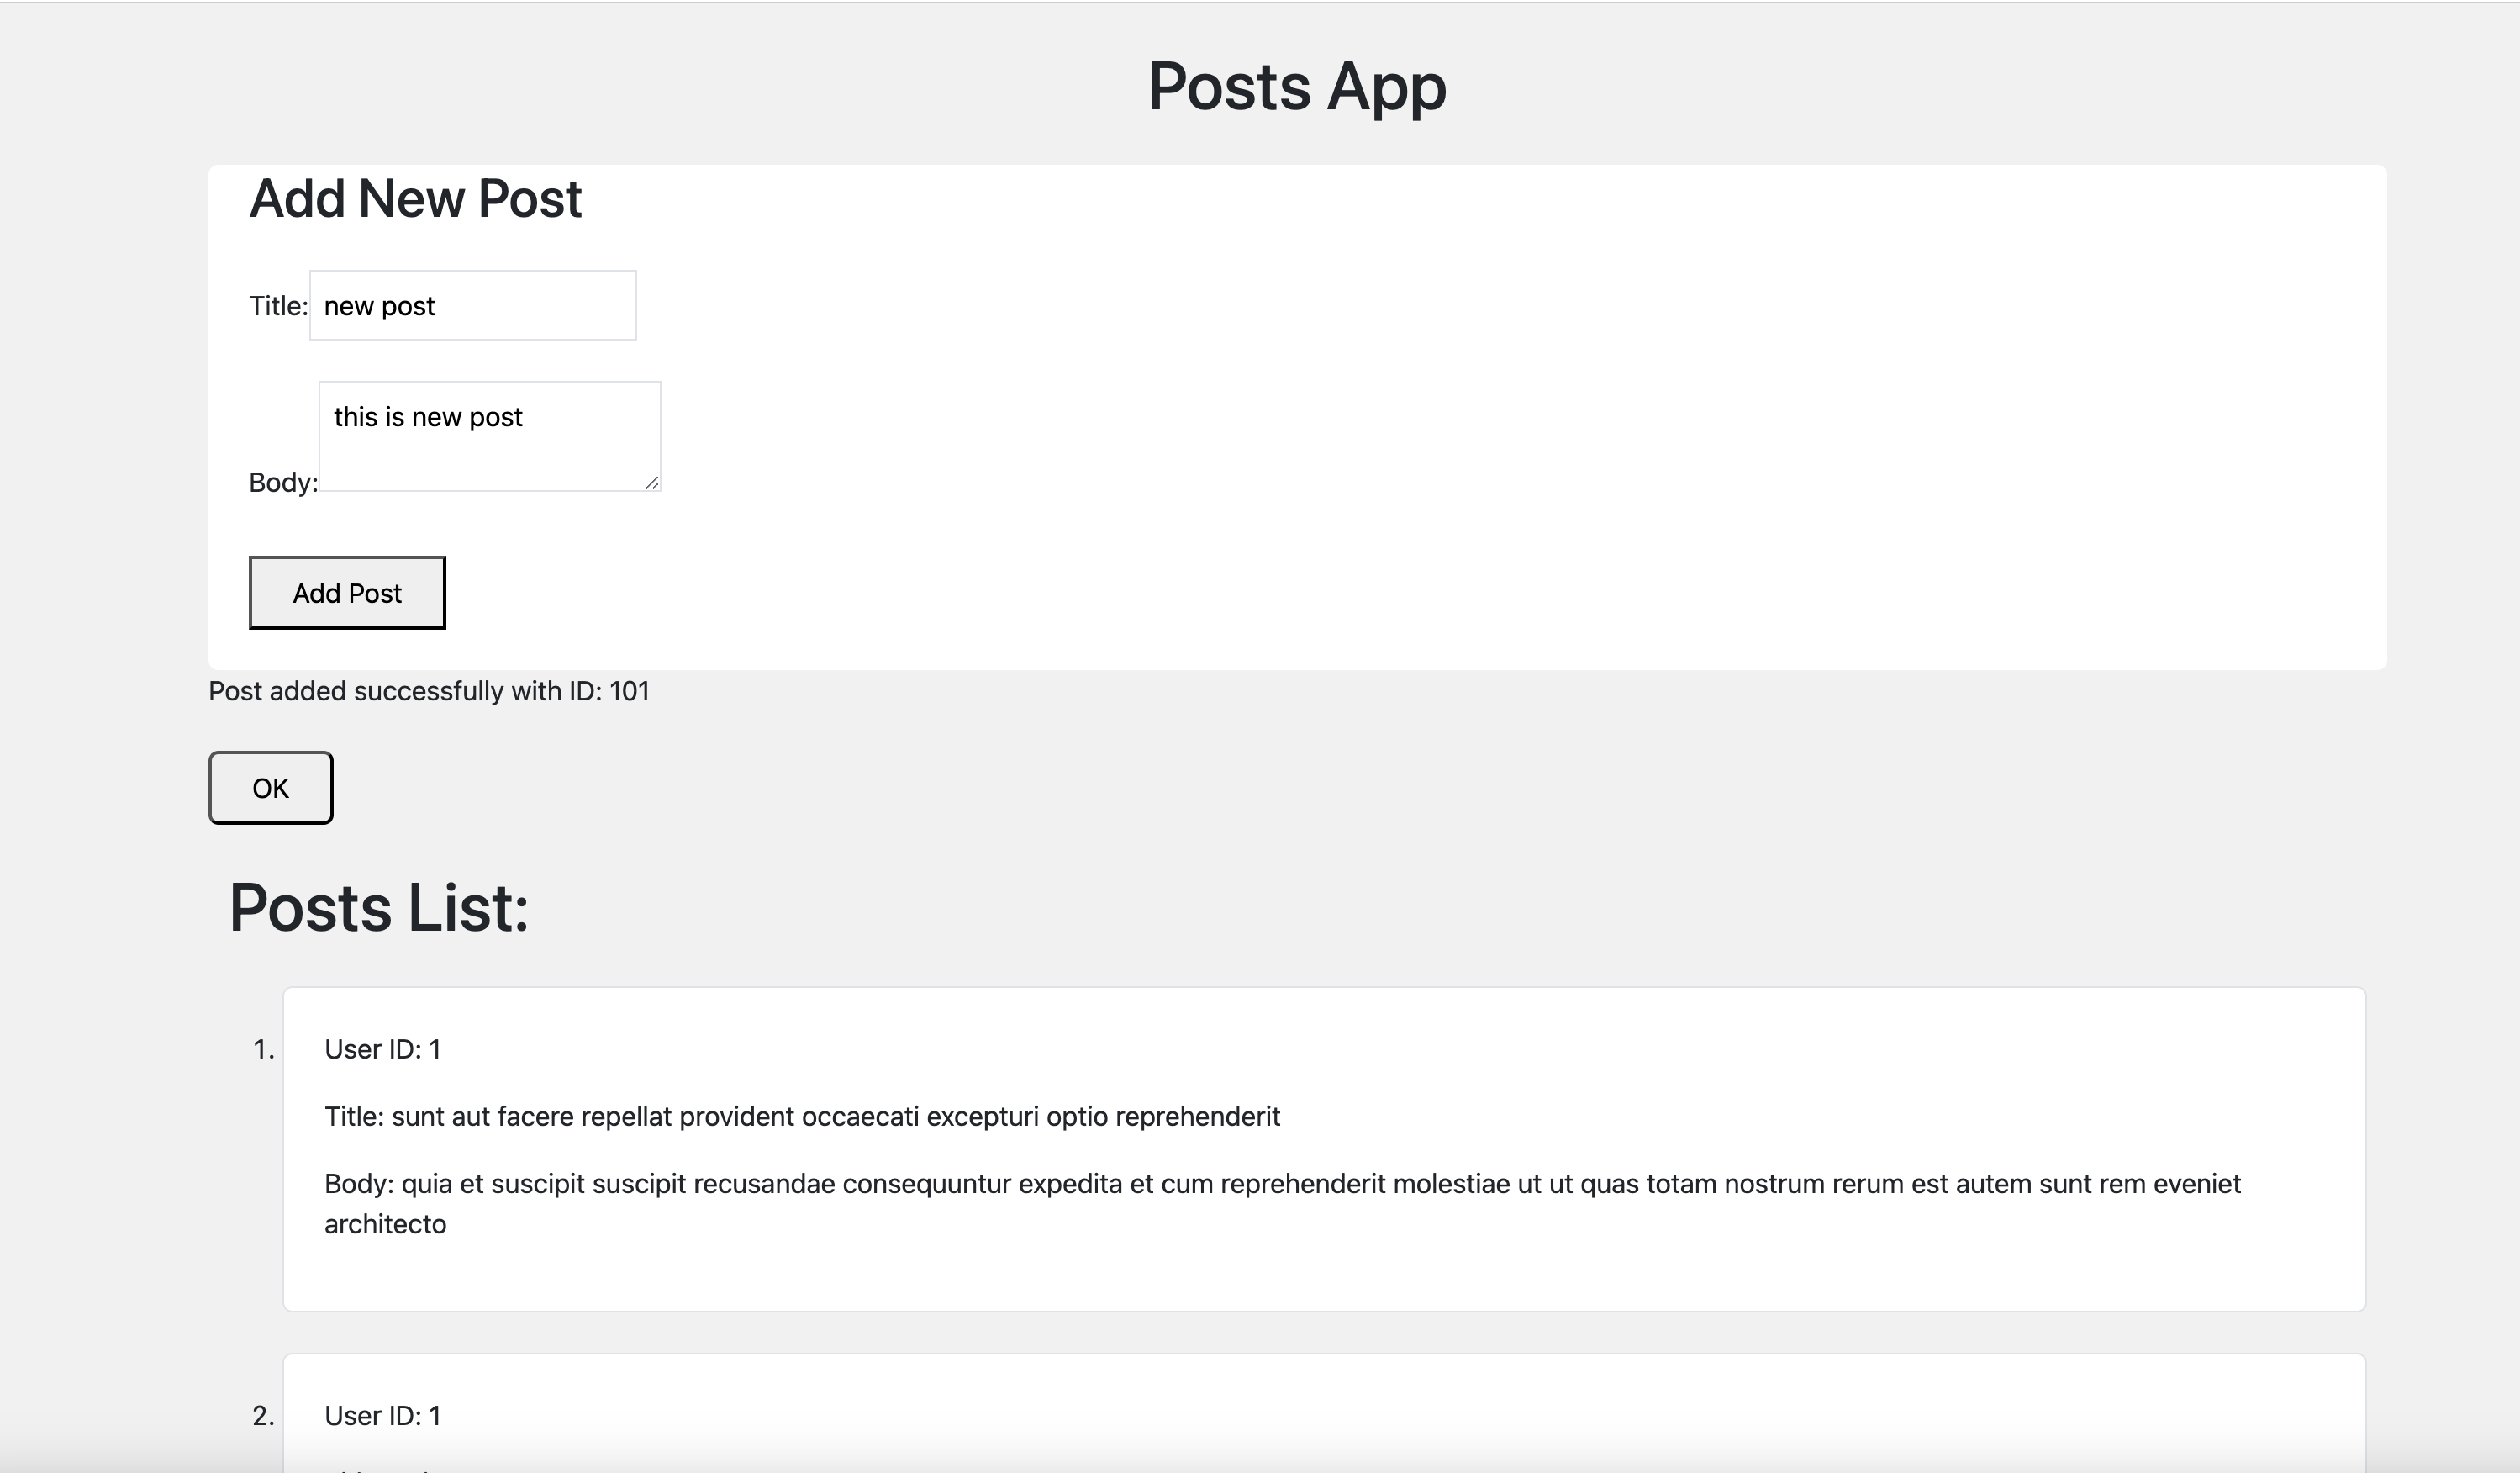 Posts App
Add New Post
Title: new post
this is new post
Body:
Add Post
Post added successfully with ID: 101
OK
Posts List:
1. User ID: 1
Title: sunt aut facere repellat provident occaecati excepturi optio reprehenderit
Body: quia et suscipit suscipit recusandae consequuntur expedita et cum reprehenderit molestiae ut ut quas totam nostrum rerum est autem sunt rem eveniet
architecto
2. User ID: 1